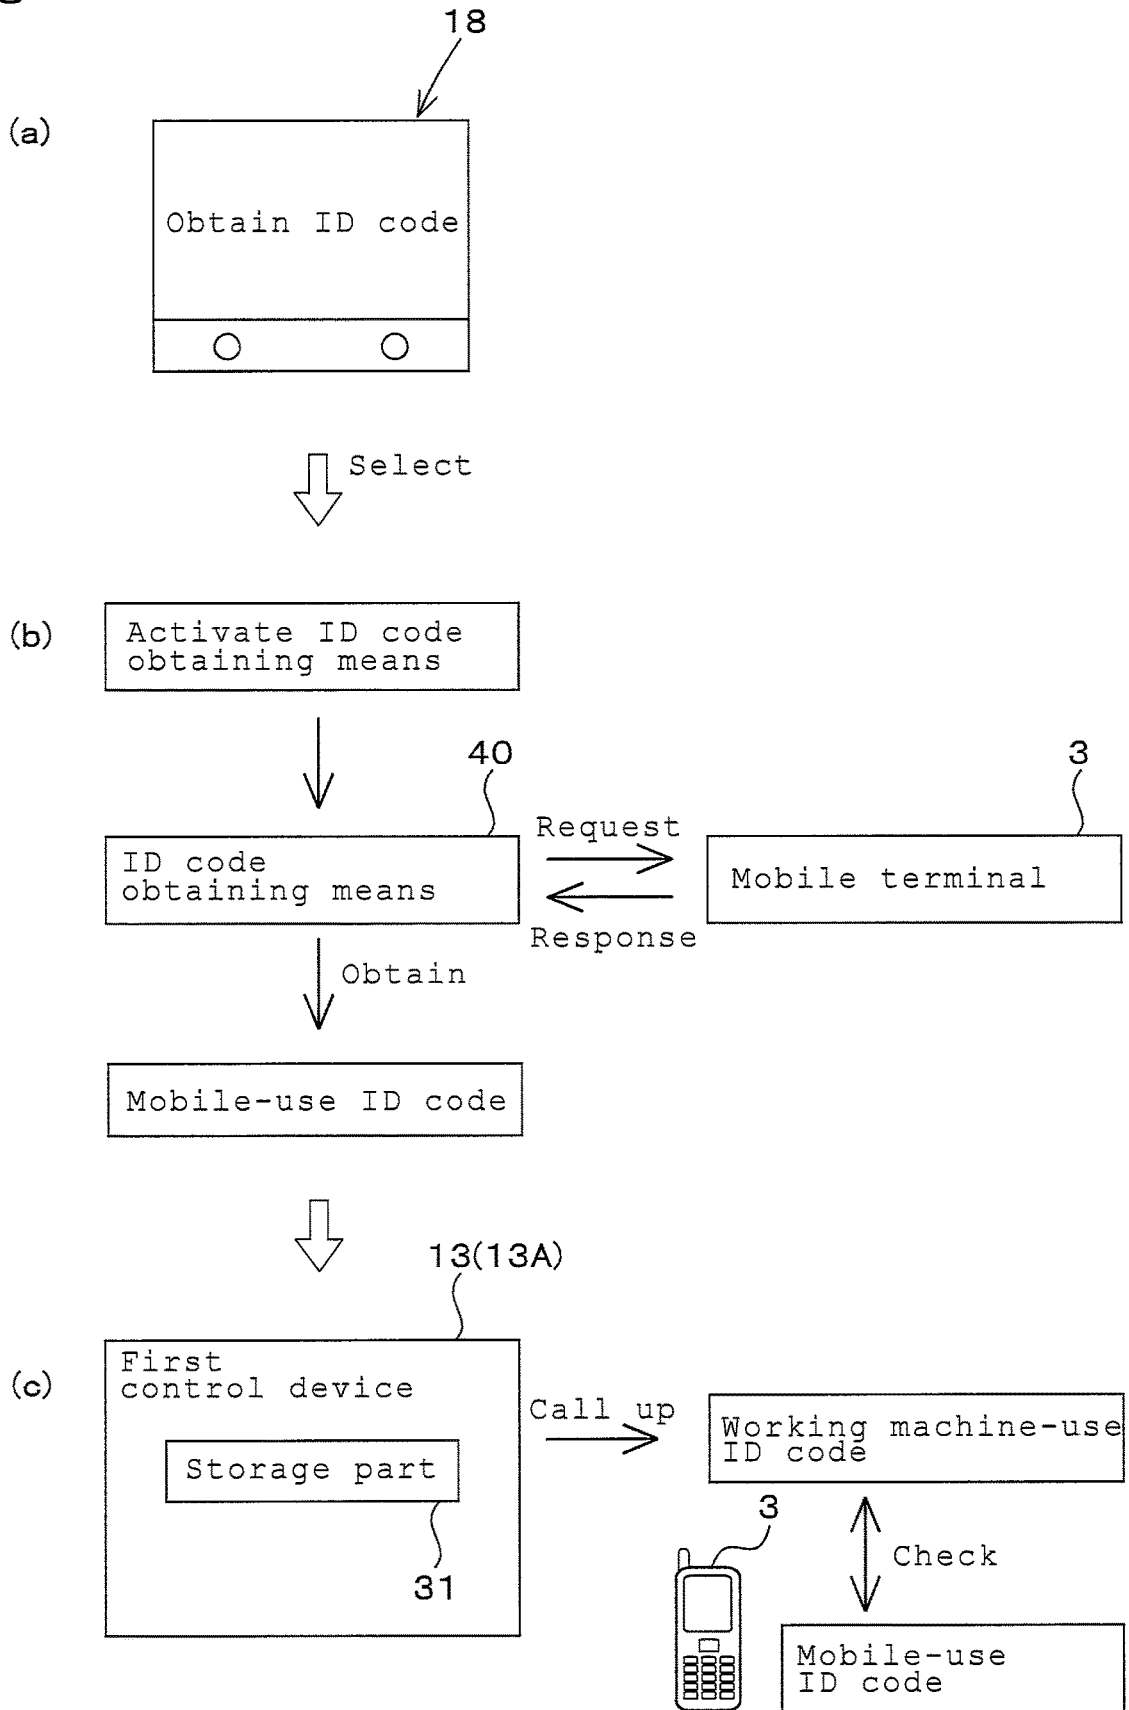 18
(a)
Obtain ID code
Select
(b)
Activate ID code
obtaining means
40
3
ID code
obtaining means
Request
Response
Mobile terminal
Obtain
Mobile-use ID code
13(13A)
(c)
First
control device
Storage part
31
Call up
Working machine-use
ID code
3
Check
Mobile-use
ID code